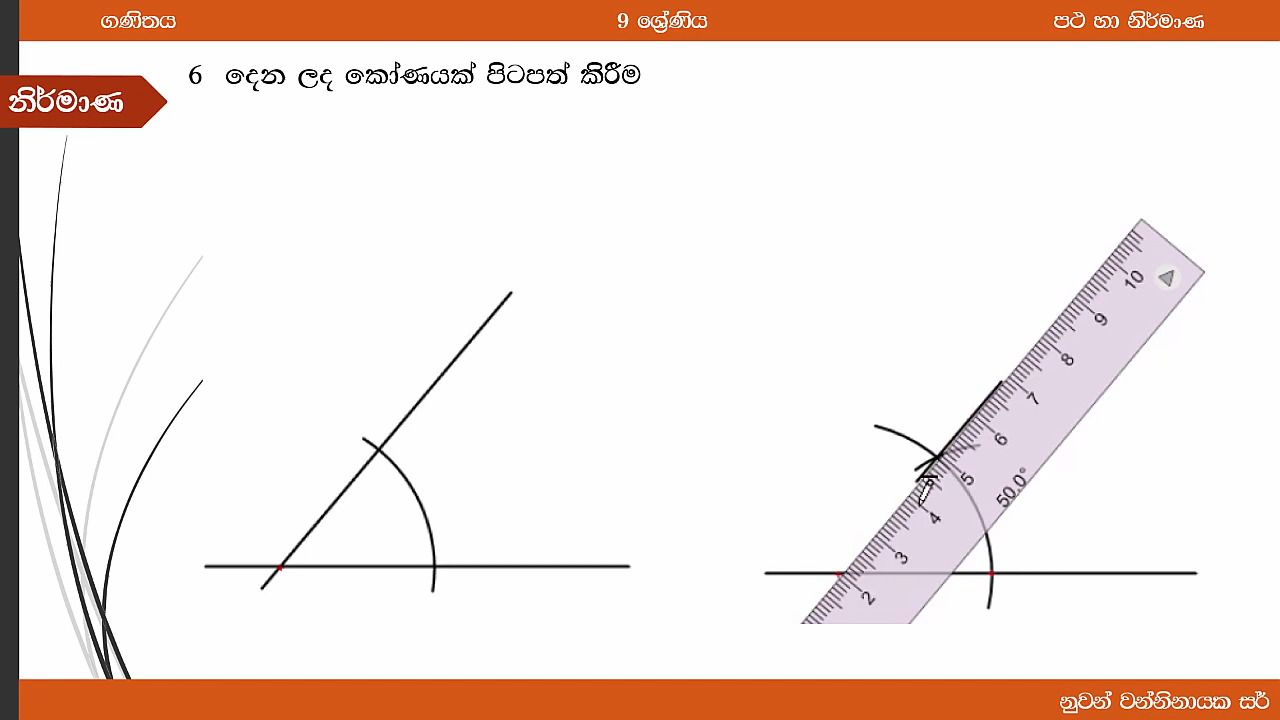 ගණිතය
9 ශ්‍රේණිය
පථ හා නිර්මාණ
6 දෙන ලද කෝණයක් පිටපත් කිරීම
නිර්මාණ
10
9
8
7
6
5
4
3
2
50.0°
නුවන් වන්නිනායක සර්